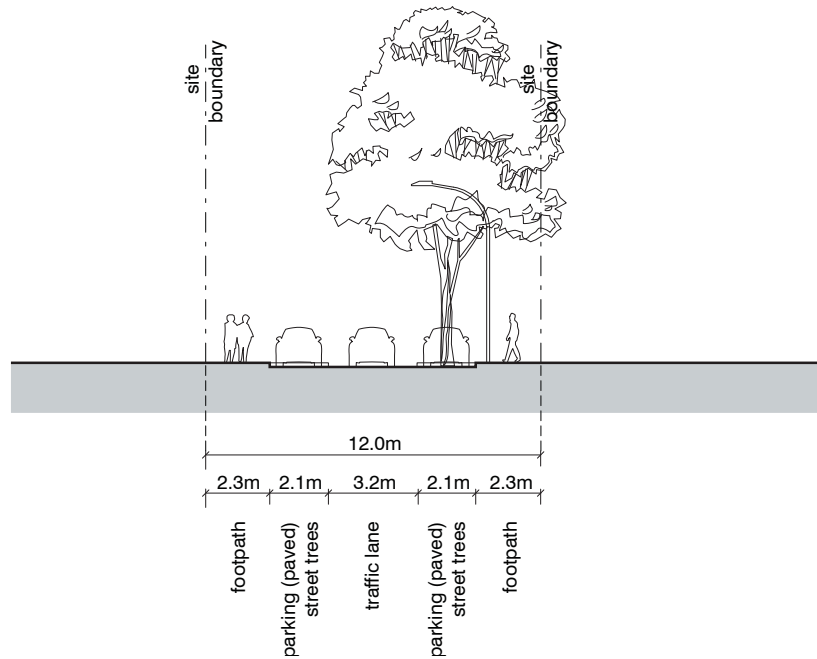 site
boundary
site
boundary
12.0m
2.3m
2.1m
3.2m
2.1m
2.3m
footpath
parking (paved)
street trees
traffic lane
parking (paved)
street trees
footpath